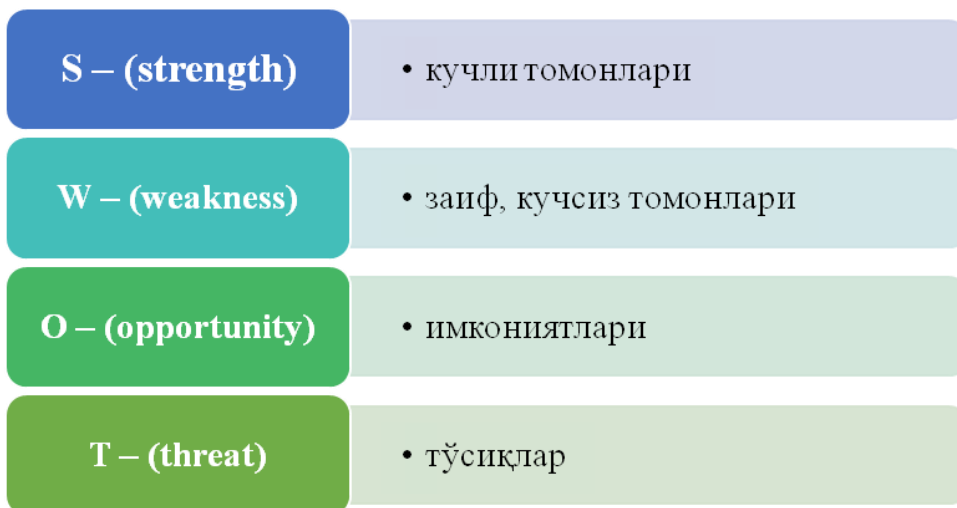 S – (strength)
• кучли томонлари
W – (weakness)
• заиф, кучсиз томонлари
O – (opportunity)
• имкониятлари
T – (threat)
• тўсиқлар